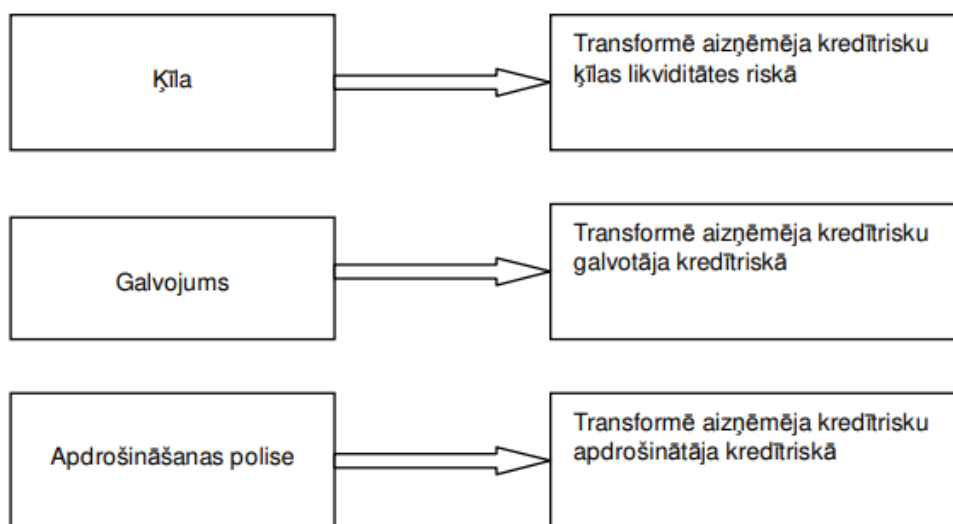 Ķīla
Transformē aizņēmēja kredītrisku
ķīlas likviditātes riskā
Galvojums
Transformē aizņēmēja kredītrisku
galvotāja kredītriskā
Apdrošināšanas polise
Transformē aizņēmēja kredītrisku
apdrošinātāja kredītriskā